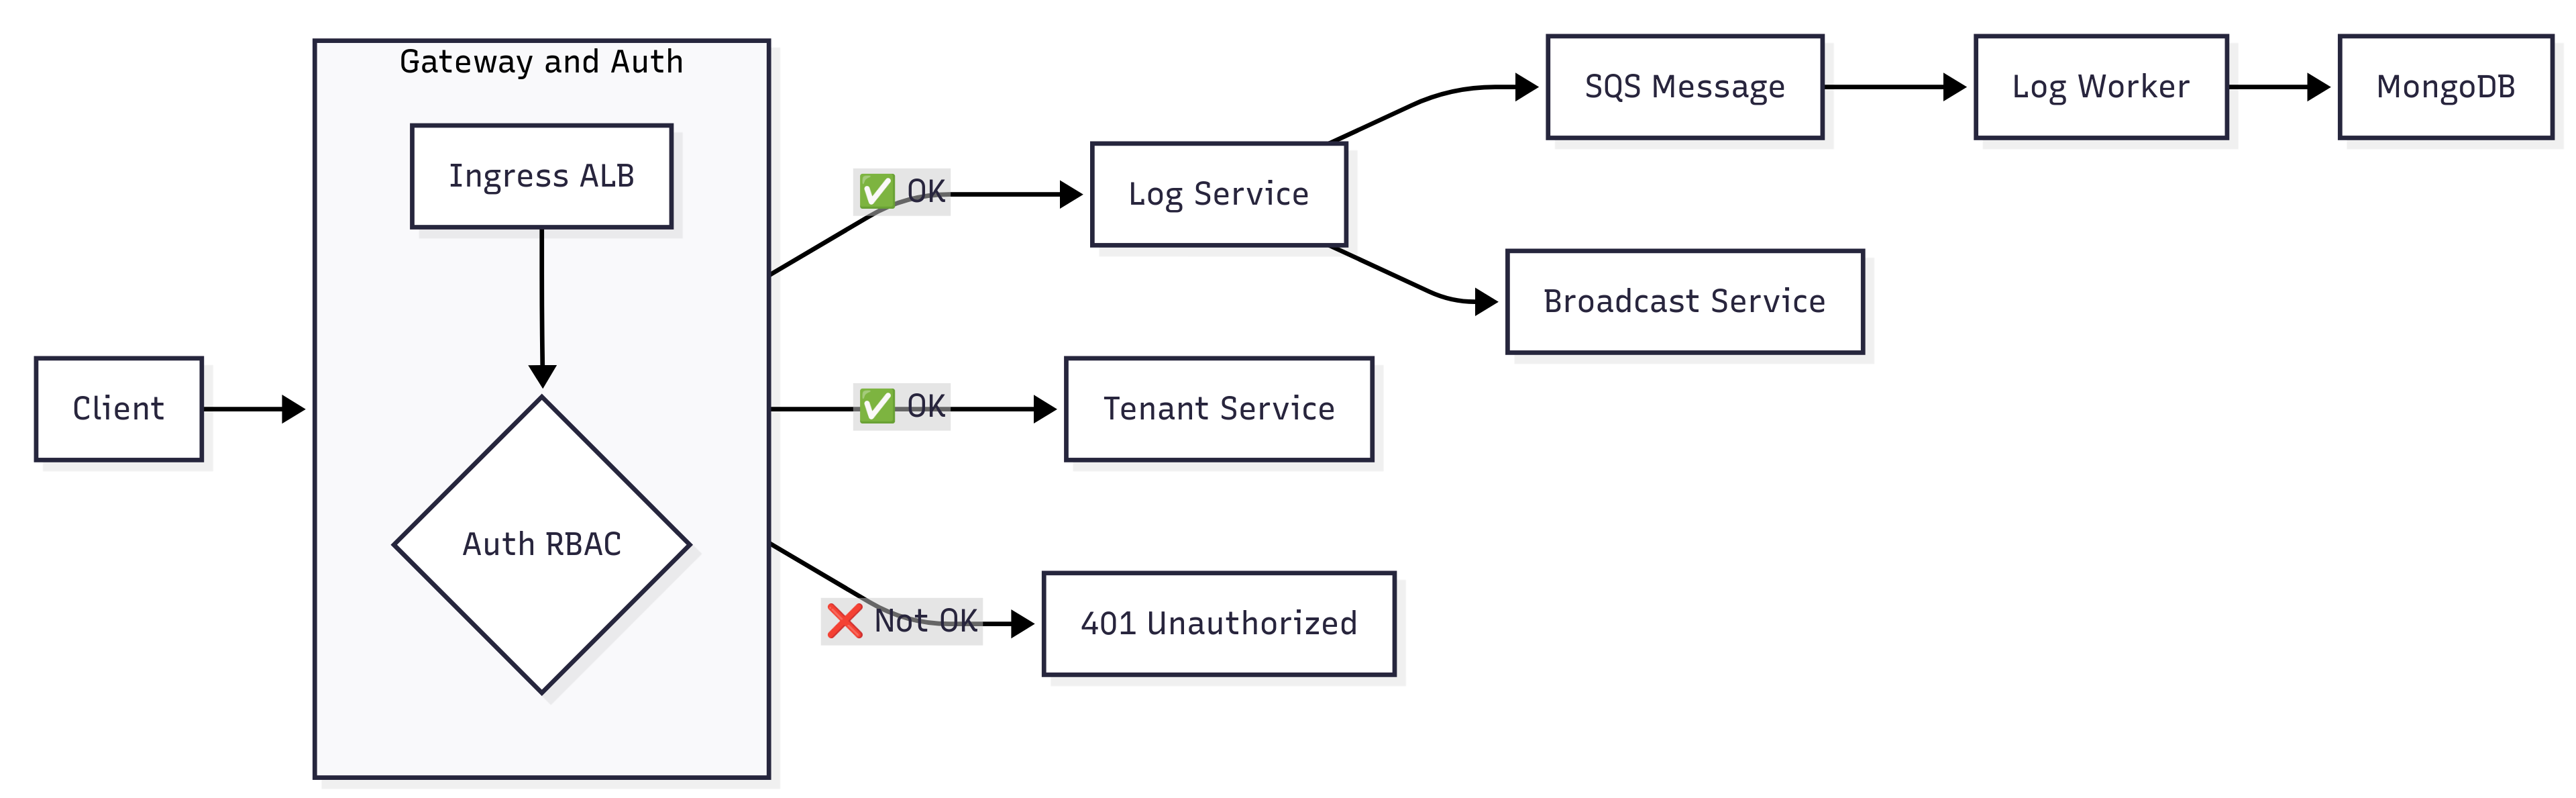 Gateway and Auth
Ingress ALB
Auth RBAC
Client
✅ OK
✅ OK
❌ Not OK
Log Service
Tenant Service
401 Unauthorized
SQS Message
Broadcast Service
Log Worker
MongoDB